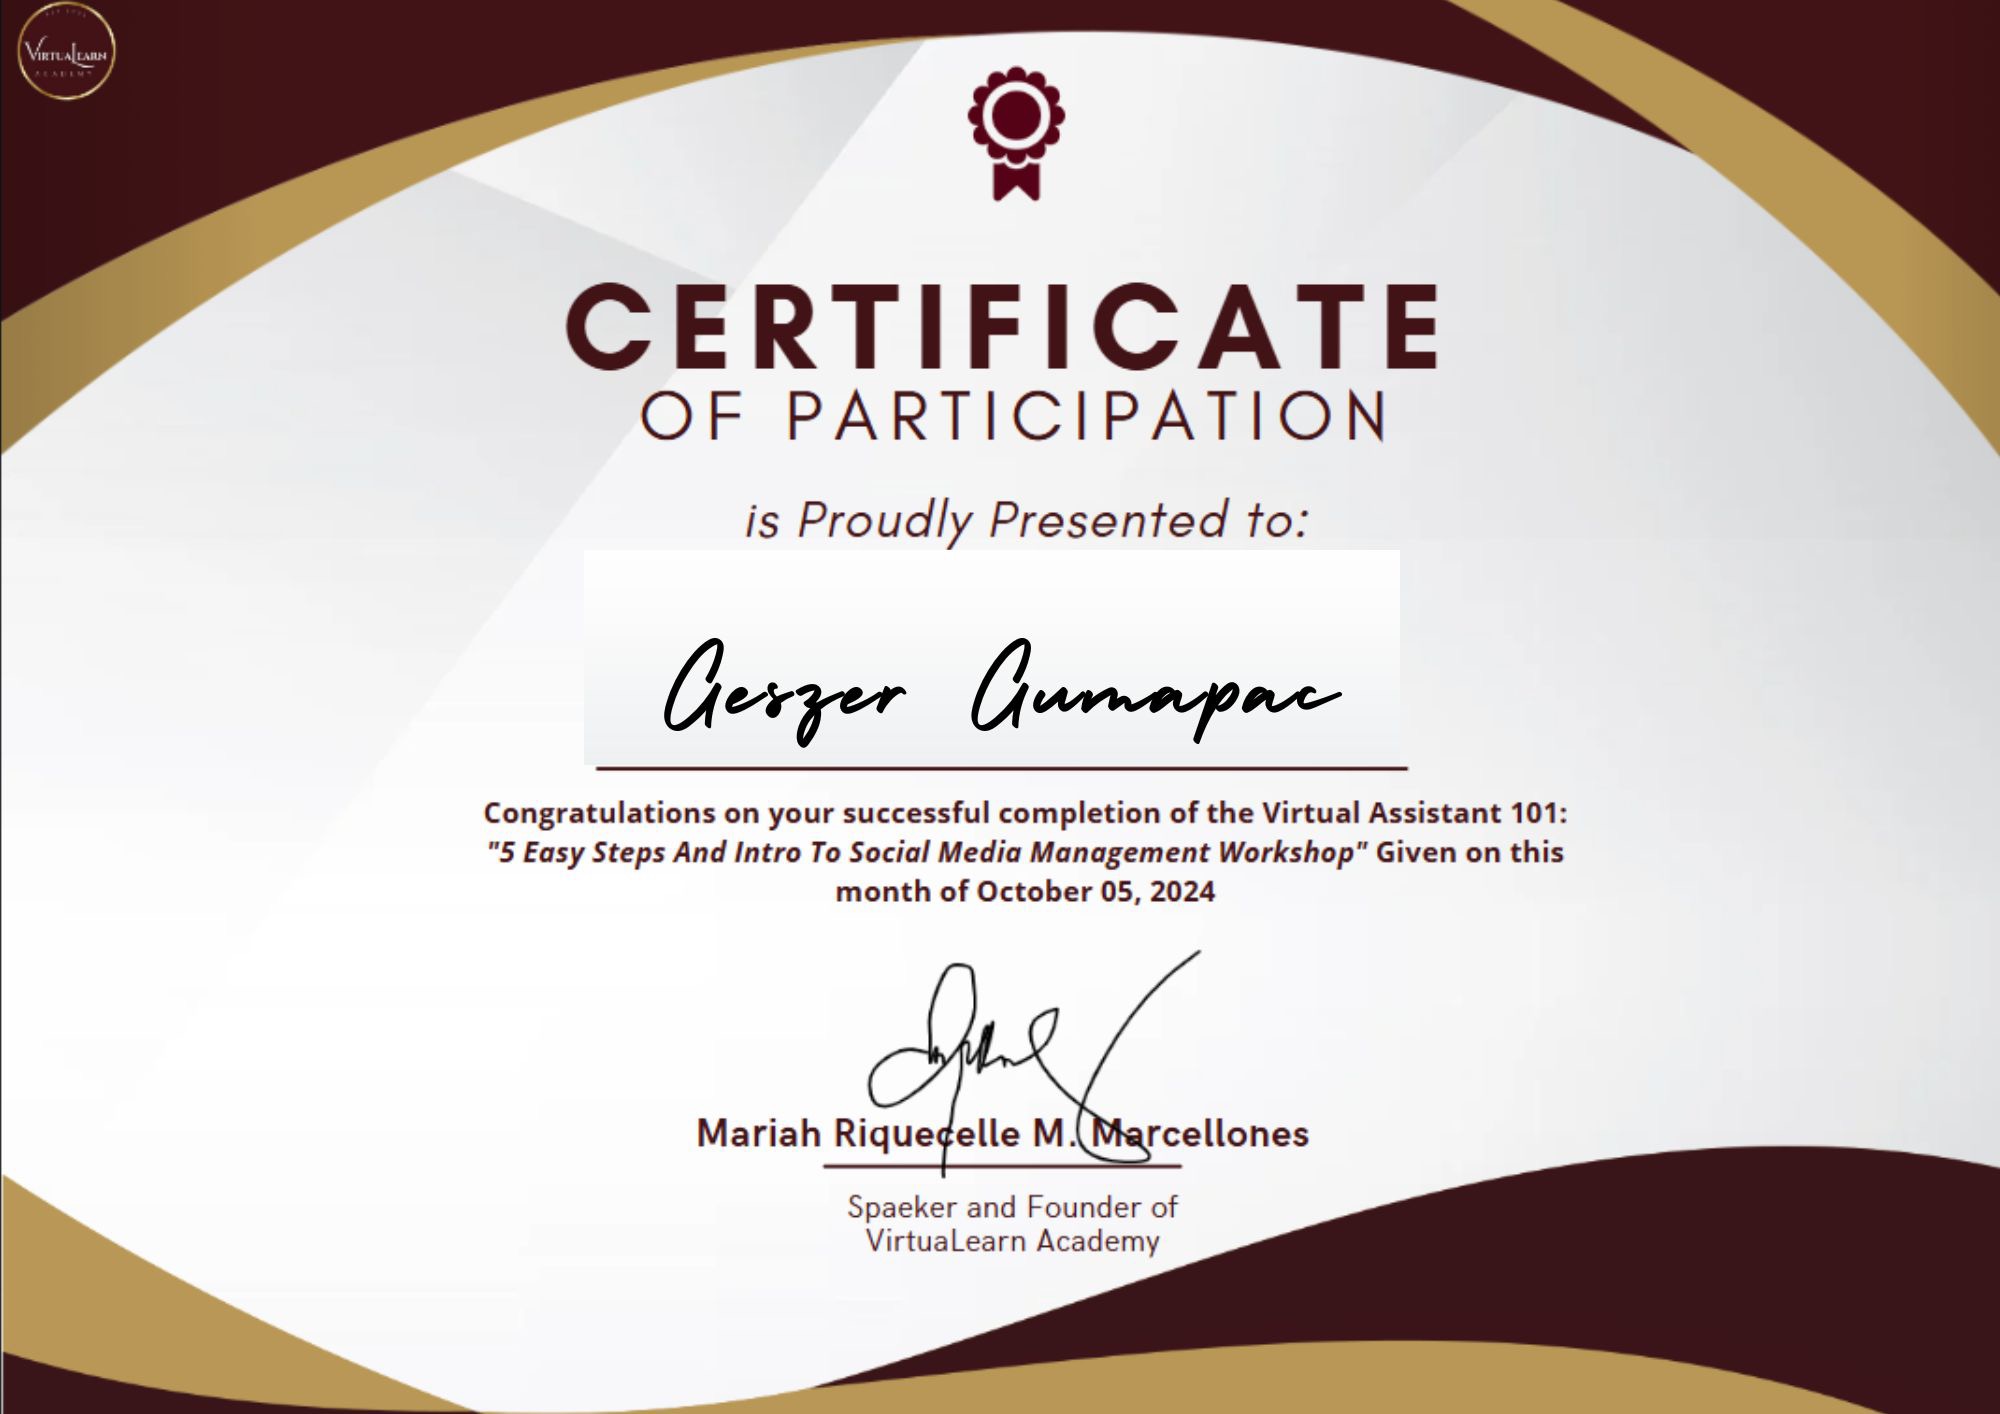 VIRTUALEARN
ACADEMY
CERTIFICATE
OF PARTICIPATION
is Proudly Presented to:
Geszer Gumapac
Congratulations on your successful completion of the Virtual Assistant 101:
"5 Easy Steps And Intro To Social Media Management Workshop" Given on this
month of October 05, 2024
Mariah Riquecelle M. Marcellones
Spaeker and Founder of
VirtuaLearn Academy